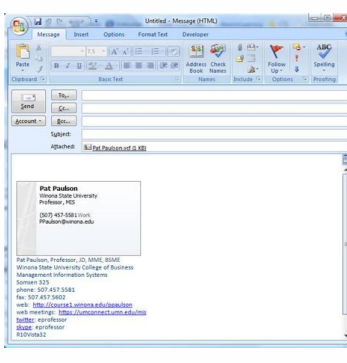 Untitled - Message (HTML)
Message Insert Options Format Text Developer
Paste
B I U
Address Book
Check Names
Follow Up
Spelling
Clipboard Basic Text Names Include Options Proofing
Send
Account
To...
Cc...
Bcc...
Subject:
Attached: Pat Paulson.vcf (1 KB)
Pat Paulson
Winona State University
Professor, MIS
(507) 457-5581 Work
PPaulson@winona.edu
Pat Paulson, Professor, JD, MME, BSME
Winona State University College of Business
Management Information Systems
Somsen 325
phone: 507.457.5581
fax: 507.457.5602
web: http://course1.winona.edu/ppaulson
web meetings: https://umconnect.umn.edu/mis
twitter: eprofessor
skype: eprofessor
R10Vista32